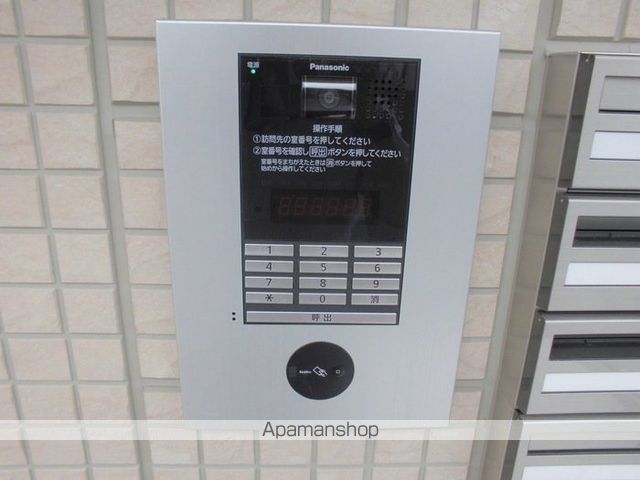 電源
Panasonic
操作手順
①訪問先の室番号を押してください
②室番号を確認し呼出ボタンを押してください
室番号をまちがえたときは消ボタンを押して
始めから操作してください
1 2 3
4 5 6
7 8 9
* 0 消
呼出
Apamanshop